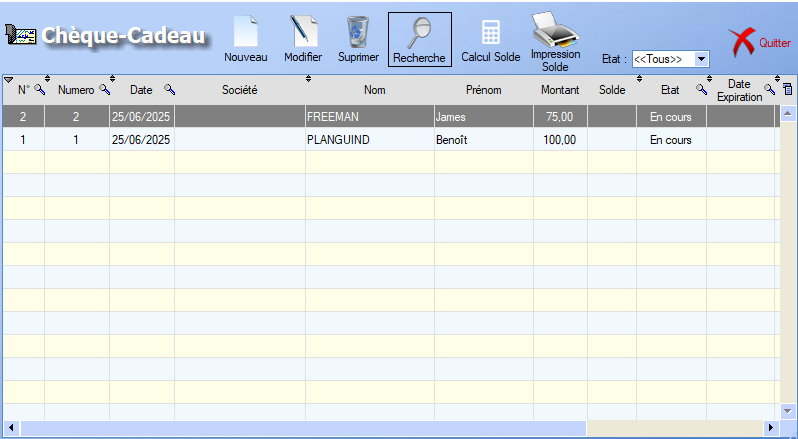 Chèque-Cadeau
Nouveau Modifier Suprimer Recherche Calcul Solde Impression Solde Etat : <<Tous>> Quitter
N° Numero Date Société Nom Prénom Montant Solde Etat Date Expiration
2 2 25/06/2025 FREEMAN James 75,00 En cours
1 1 25/06/2025 PLANGUIND Benoît 100,00 En cours